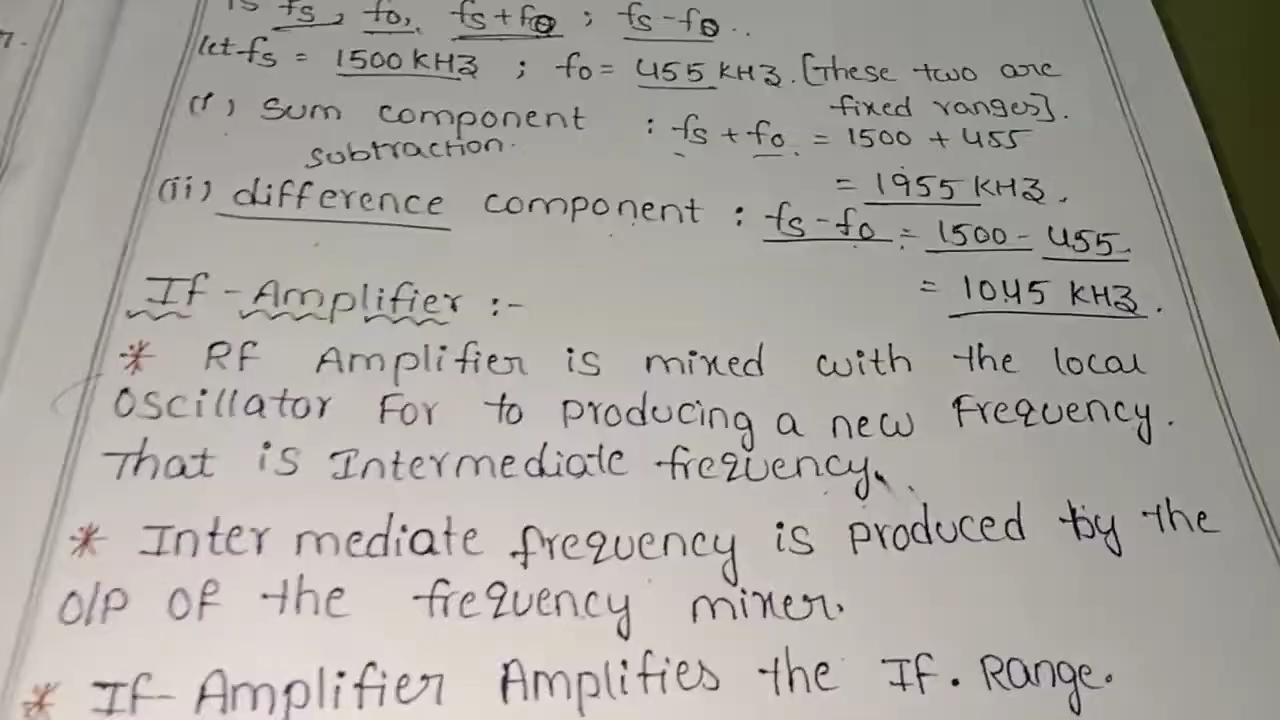 is fs, fo, fs + fo ; fs - fo..
7.
let fs = 1500 KHz ; fo = 455 KHz. [These two are
fixed ranges].
(i) Sum component : fs + fo = 1500 + 455
= 1955 KHz.
subtraction.
(ii) difference component : fs - fo = 1500 - 455
= 1045 KHz.
If - Amplifier :-
* RF Amplifier is mixed with the local
Oscillator For to producing a new Frequency.
That is Intermediate frequency.
* Inter mediate frequency is produced by the
O/P OF the frequency mixer.
* If- Amplifier Amplifies the If. Range.